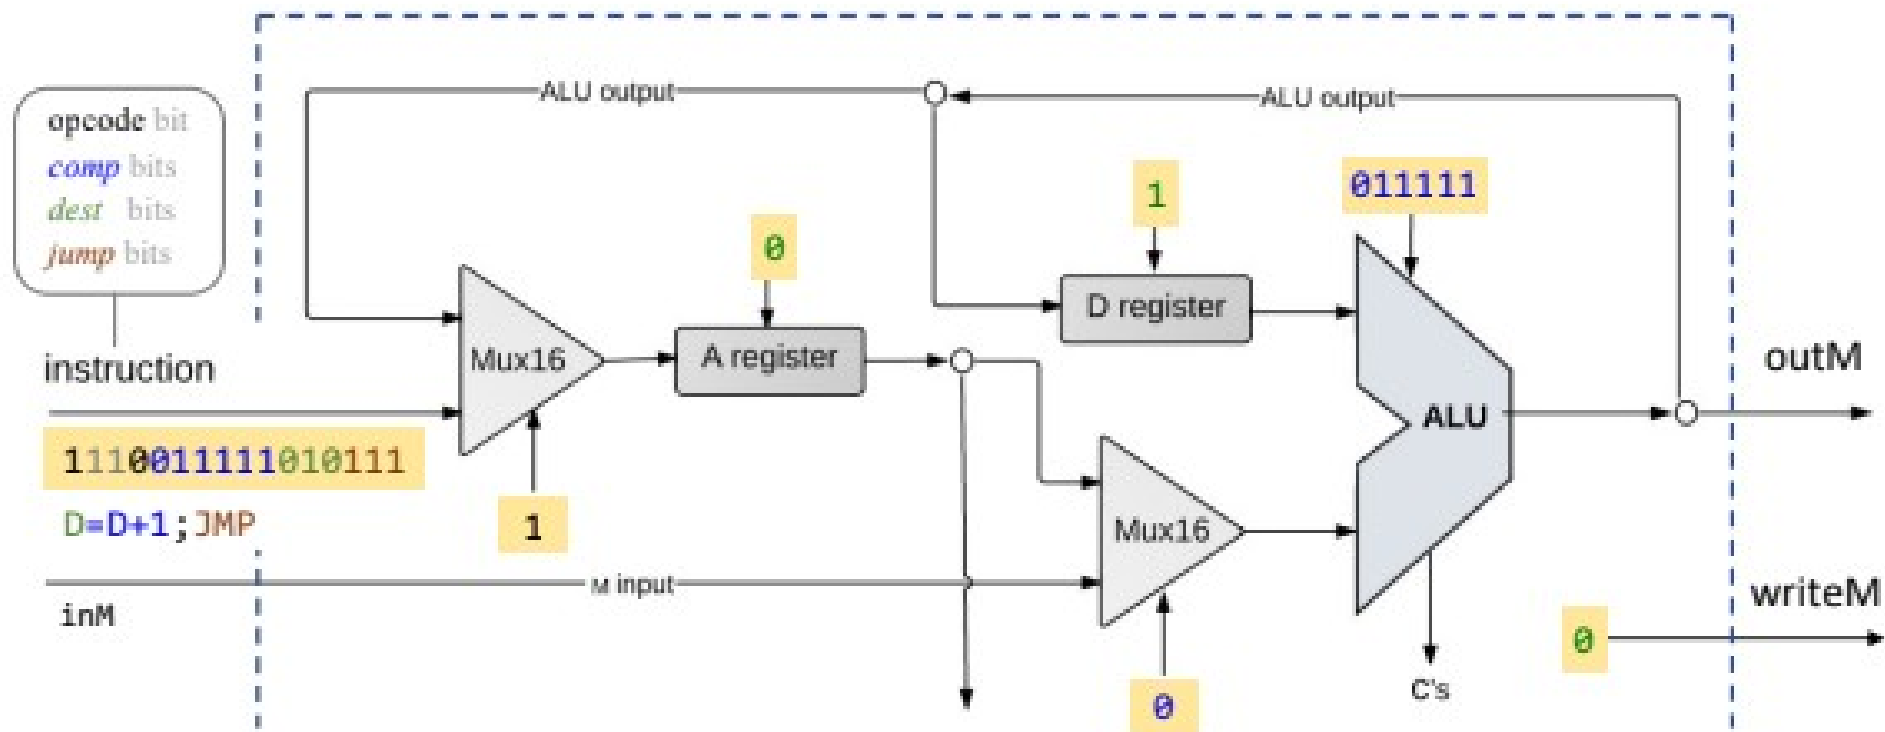 ALU output
ALU output
opcode bit
comp bits
dest bits
jump bits
1
011111
0
D register
A register
Mux16
instruction
outM
ALU
1110011111010111
D=D+1;JMP
1
Mux16
M input
inM
writeM
0
C's
0